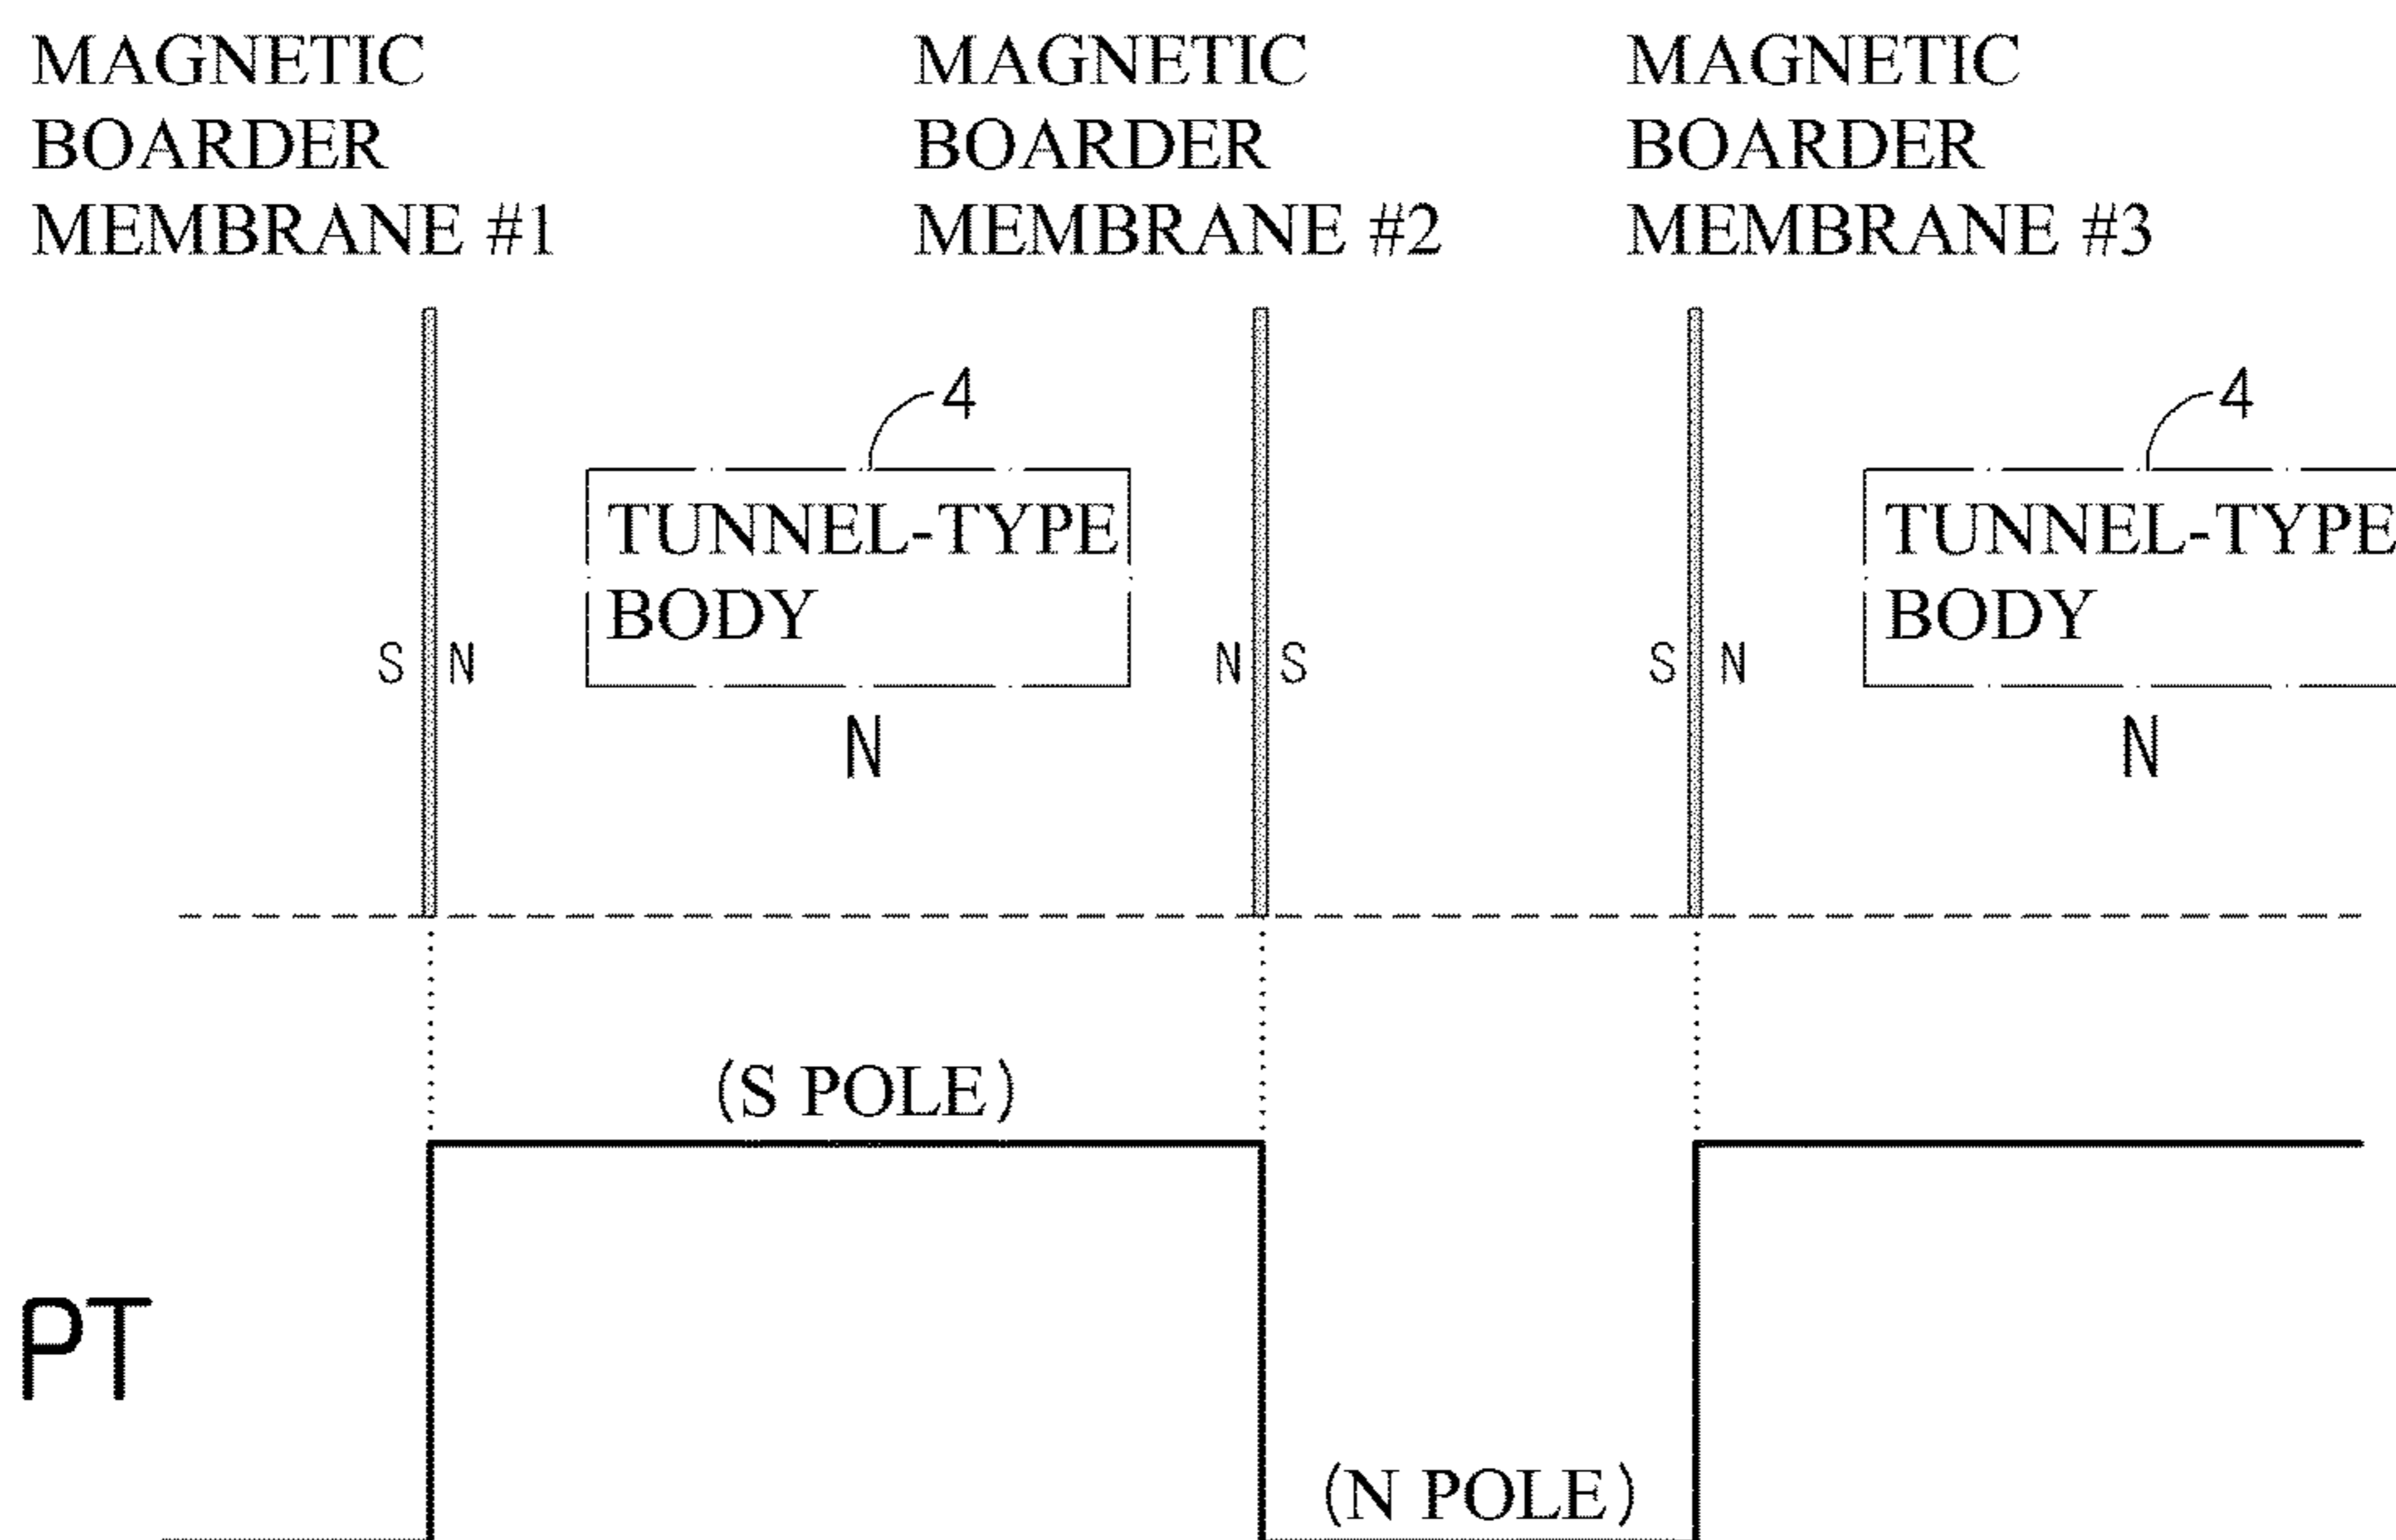 MAGNETIC
BOARDER
MEMBRANE #1
MAGNETIC
BOARDER
MEMBRANE #2
MAGNETIC
BOARDER
MEMBRANE #3
4
4
TUNNEL-TYPE
BODY
TUNNEL-TYPE
BODY
S N
N S
S N
N
N
(S POLE)
PT
(N POLE)